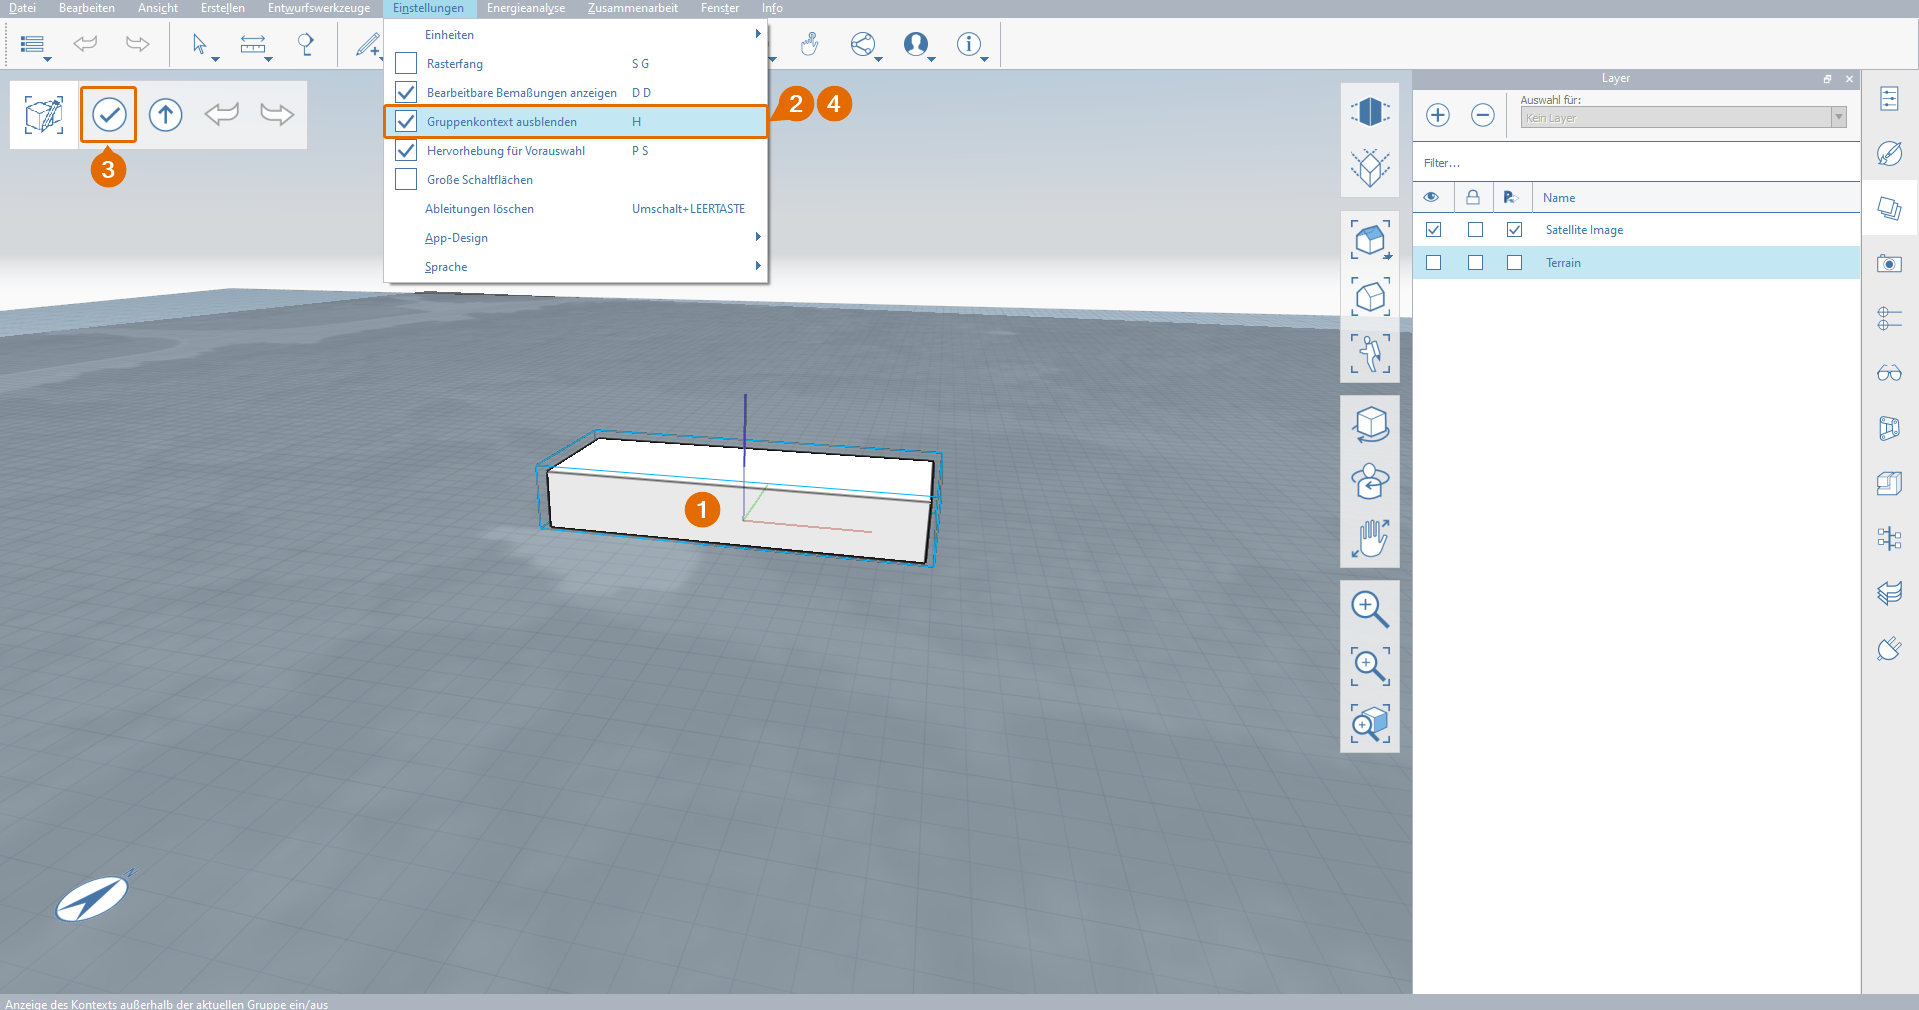 Datei Bearbeiten Ansicht Erstellen Entwurfswerkzeuge Einstellungen Energieanalyse Zusammenarbeit Fenster Info
Einheiten
Rasterfang S G
Bearbeitbare Bemaßungen anzeigen D D
Gruppenkontext ausblenden H
Hervorhebung für Vorauswahl P S
Große Schaltflächen
Ableitungen löschen Umschalt+LEERTASTE
App-Design
Sprache
2 4
3
1
Layer
Auswahl für:
Kein Layer
Filter...
Name
Satellite Image
Terrain
N
Anzeige des Kontexts außerhalb der aktuellen Gruppe ein/aus